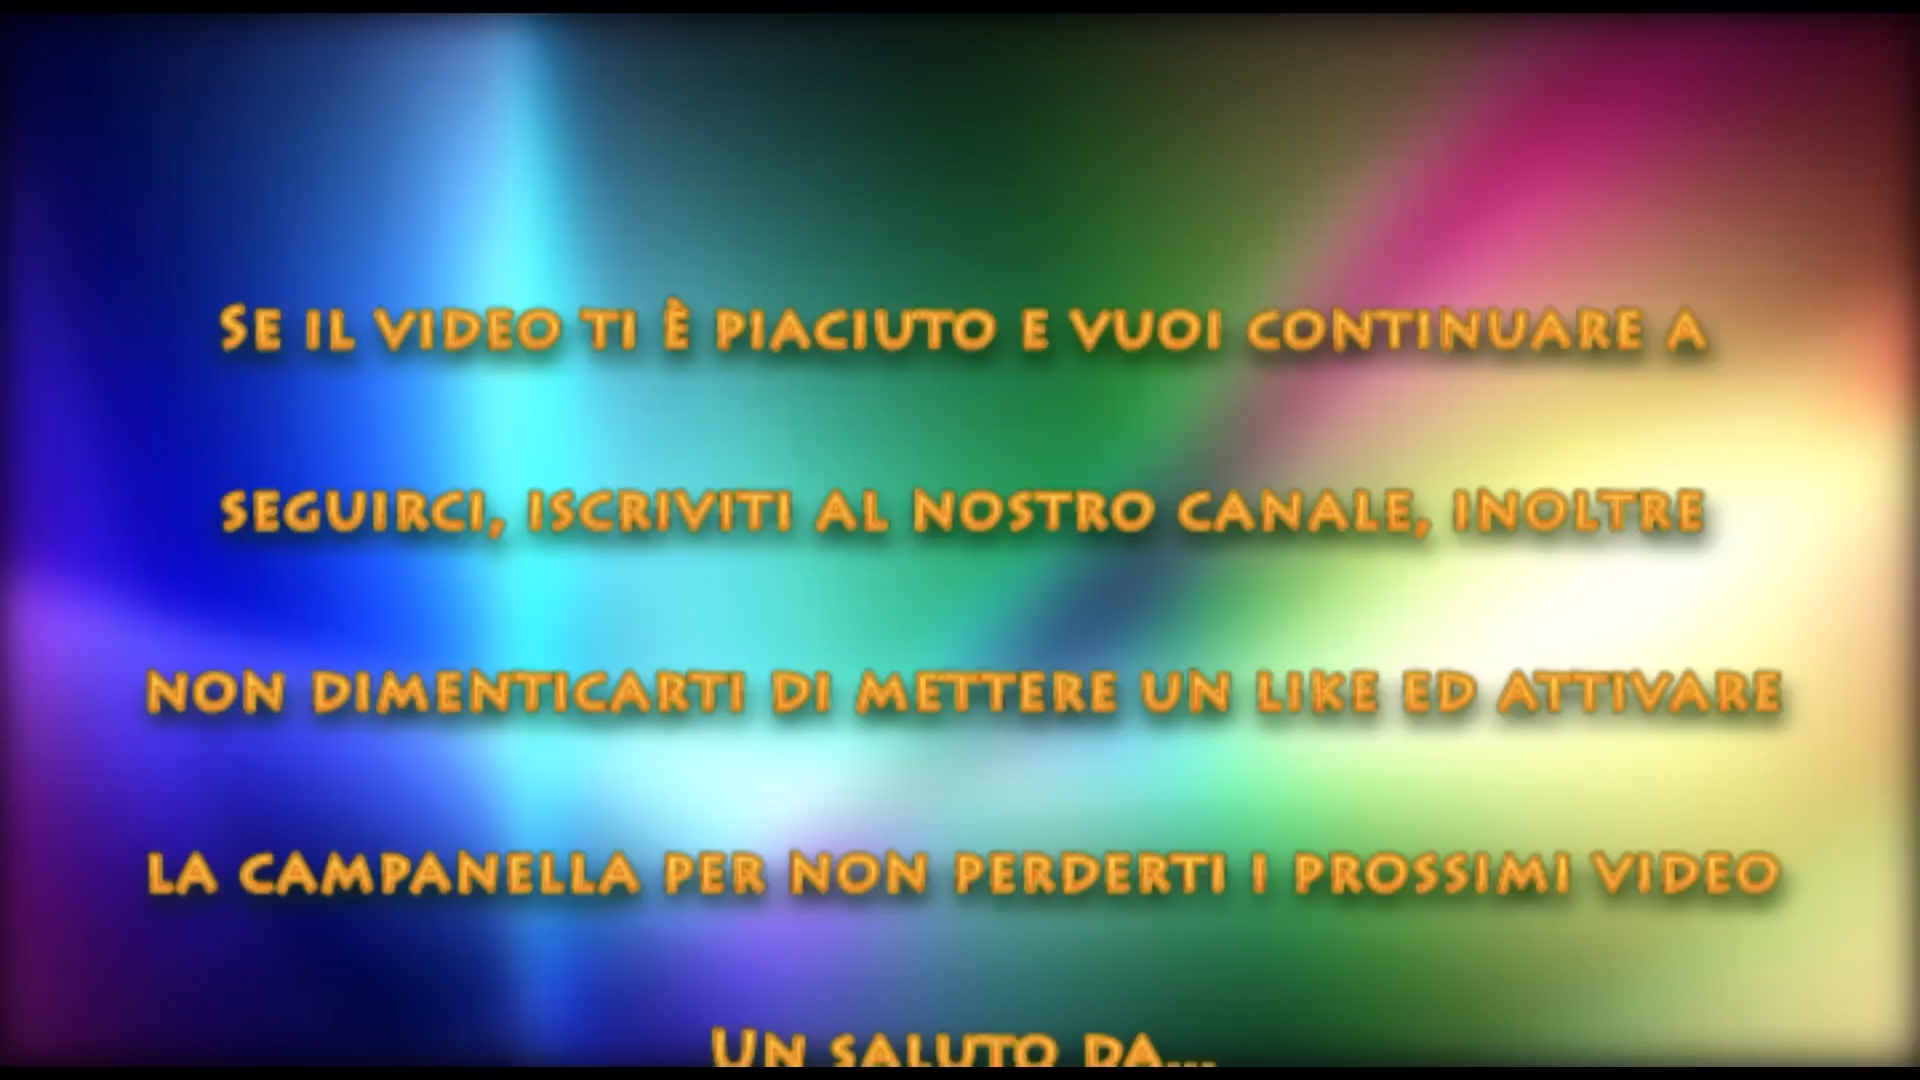 Se il video ti è piaciuto e vuoi continuare a
seguirci, iscriviti al nostro canale, inoltre
non dimenticarti di mettere un like ed attivare
la campanella per non perderti i prossimi video
Un saluto da...